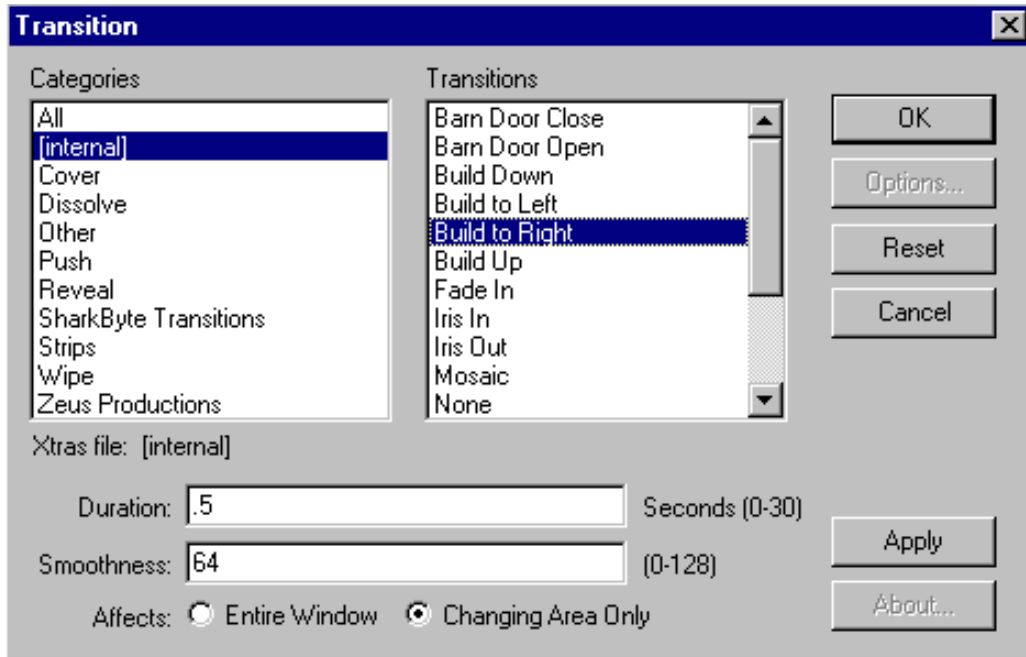 Transition
Categories
All
[internal]
Cover
Dissolve
Other
Push
Reveal
SharkByte Transitions
Strips
Wipe
Zeus Productions
Transitions
Barn Door Close
Barn Door Open
Build Down
Build to Left
Build to Right
Build Up
Fade In
Iris In
Iris Out
Mosaic
None
OK
Options...
Reset
Cancel
Xtras file: [internal]
Duration: .5 Seconds (0-30)
Smoothness: 64 (0-128)
Affects: Entire Window Changing Area Only
Apply
About...